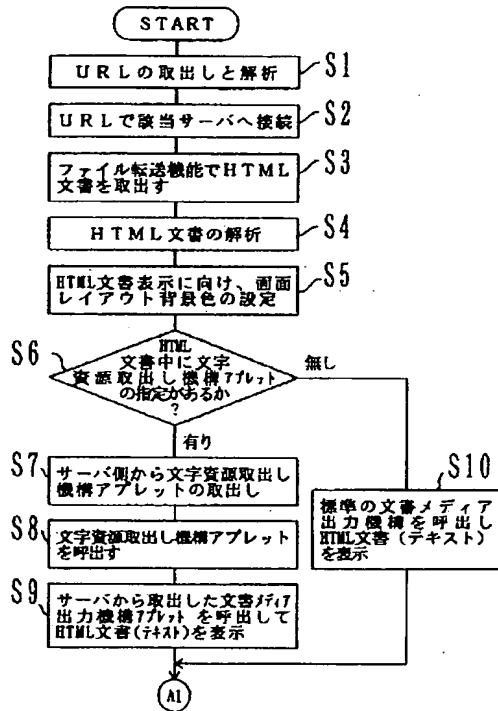 START
URLの取出しと解析
S1
URLで該当サーバへ接続
S2
ファイル転送機能でHTML
文書を取出す
S3
HTML文書の解析
S4
HTML文書表示に向け、画面
レイアウト背景色の設定
S5
S6
HTML
文書中に文字
資源取出し機構アプレット
の指定があるか
?
無し
有り
S7
サーバ側から文字資源取出し
機構アプレットの取出し
S8
文字資源取出し機構アプレット
を呼出す
S9
サーバから取出した文書メディア
出力機構アプレットを呼出して
HTML文書(テキスト)を表示
S10
標準の文書メディア
出力機構を呼出し
HTML文書(テキスト)
を表示
A1